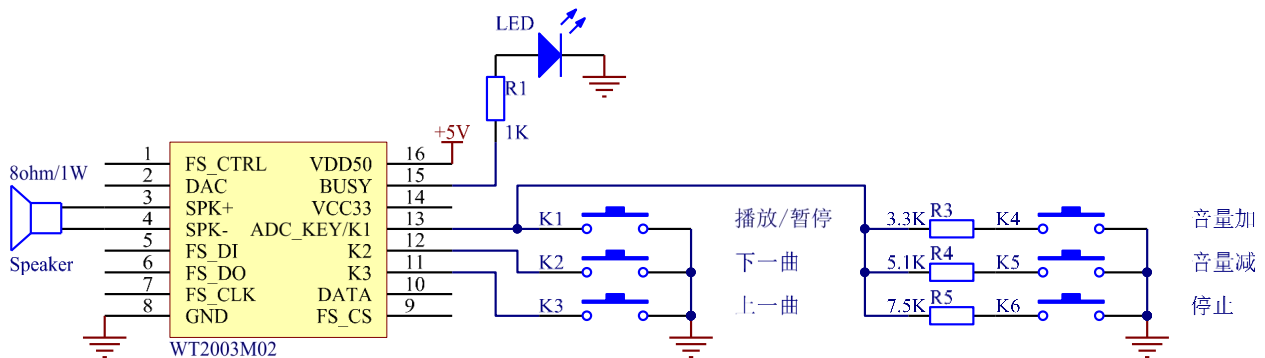 LED
R1
1K
+5V
8ohm/1W
Speaker
1 FS_CTRL VDD50 16
2 DAC BUSY 15
3 SPK+ VCC33 14
4 SPK- ADC_KEY/K1 13
5 FS_DI K2 12
6 FS_DO K3 11
7 FS_CLK DATA 10
8 GND FS_CS 9
WT2003M02
K1 播放/暂停
K2 下一曲
K3 上一曲
3.3K R3 K4 音量加
5.1K R4 K5 音量减
7.5K R5 K6 停止